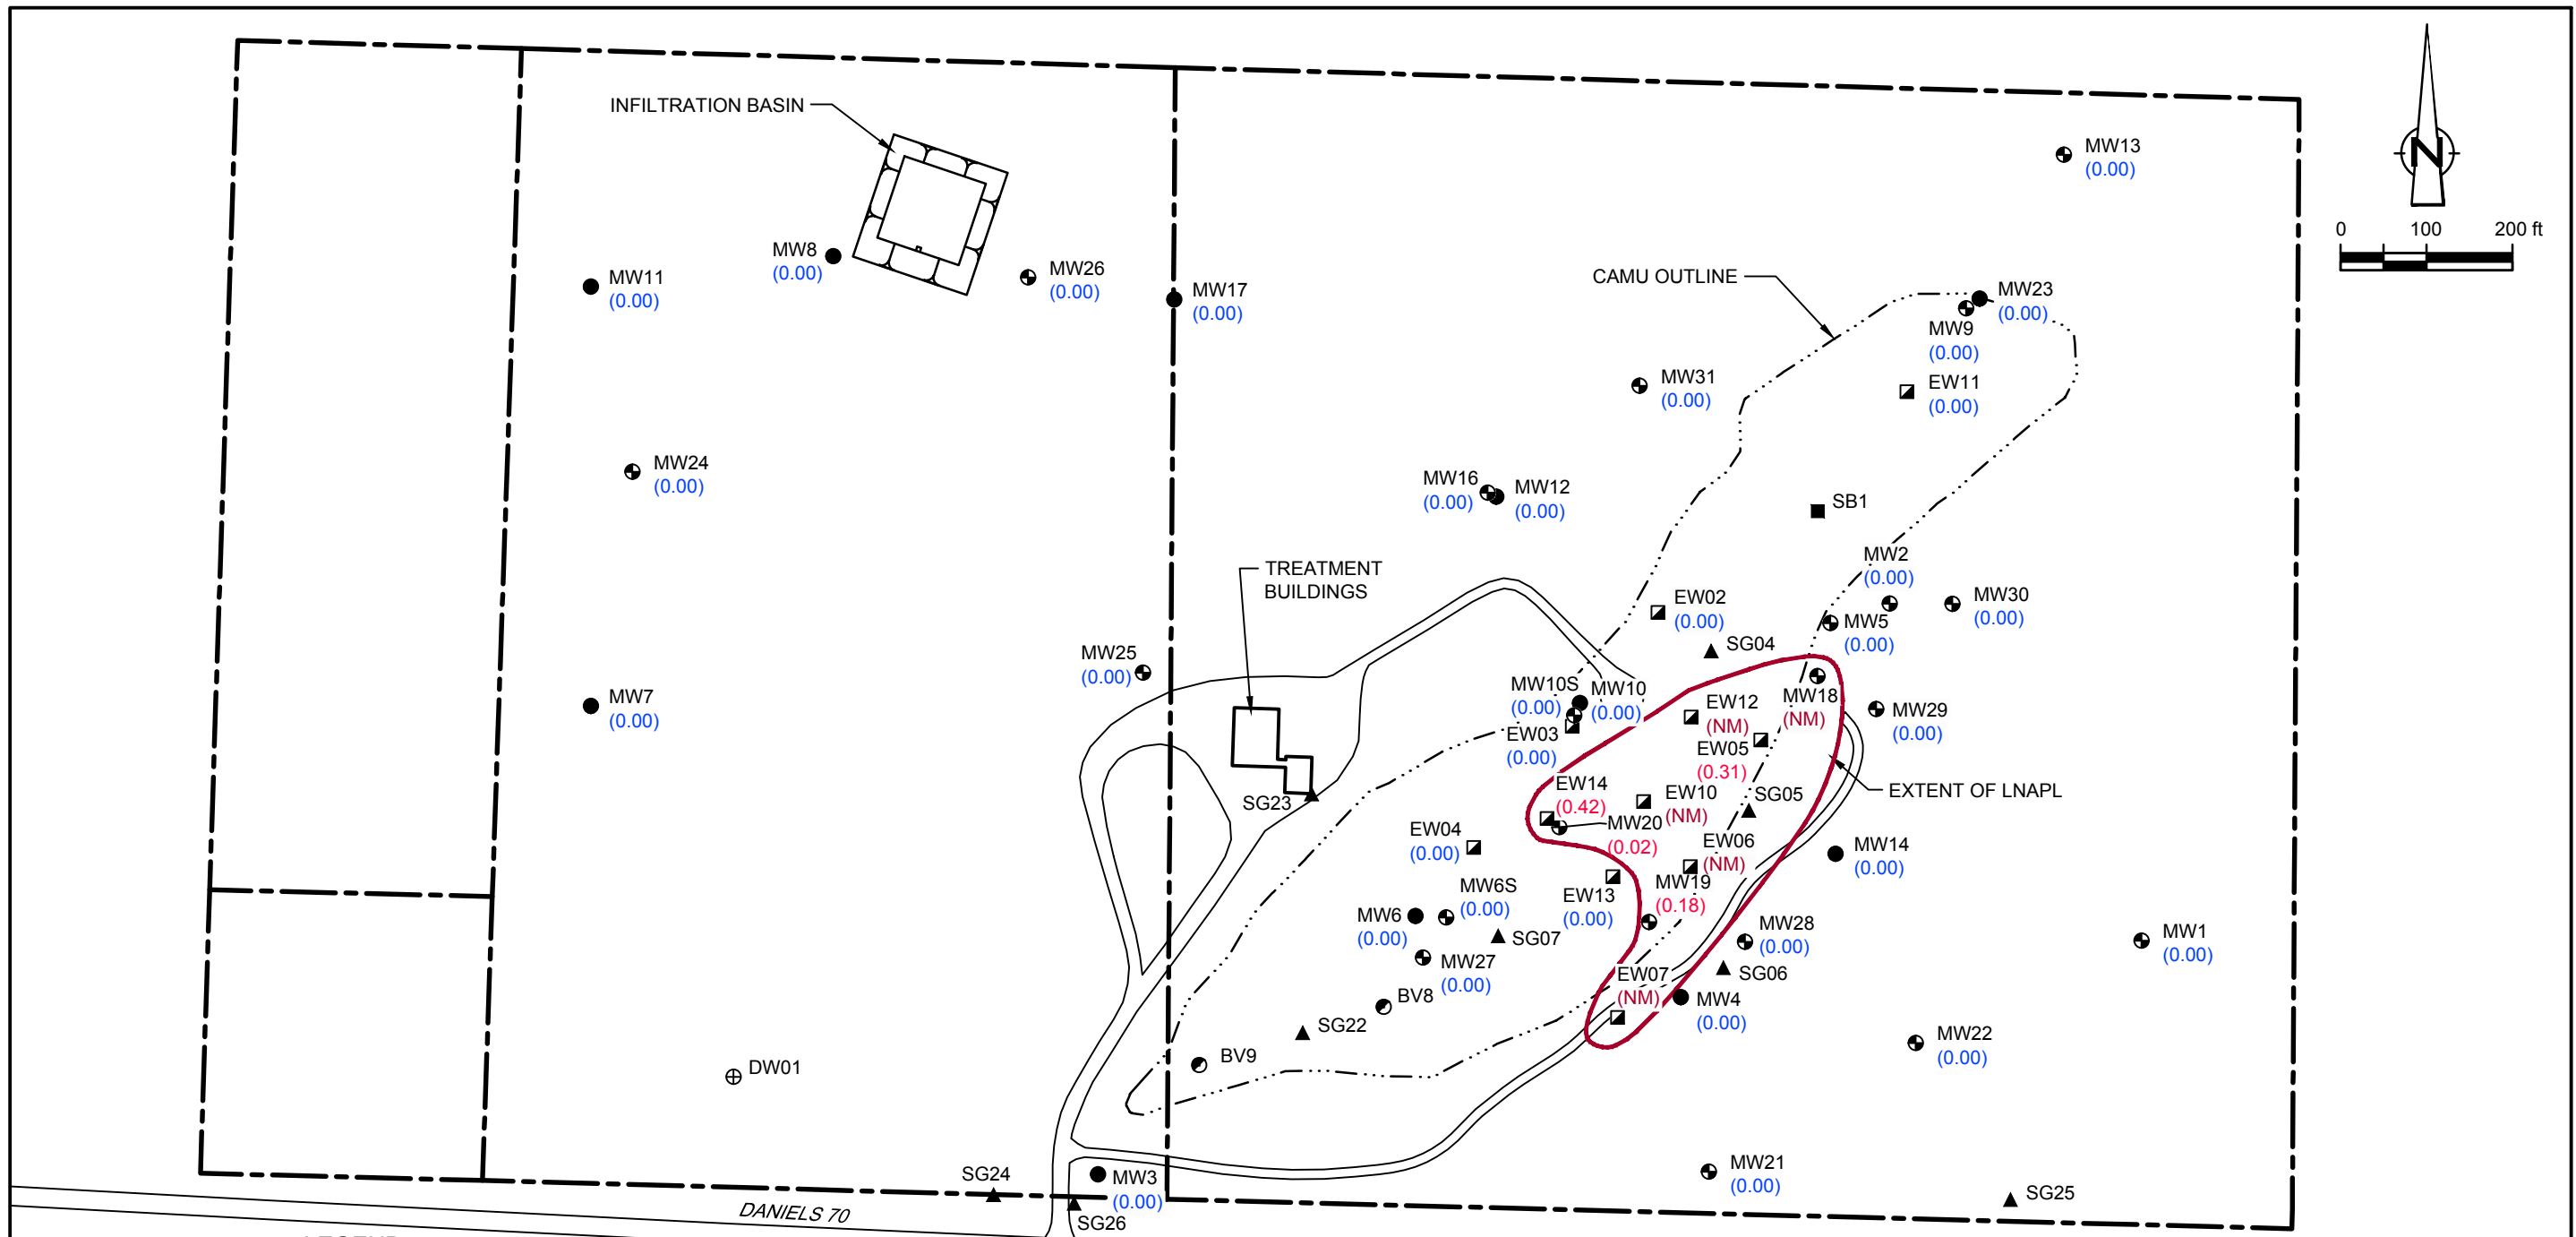 INFILTRATION BASIN
MW13
(0.00)
N
0 100 200 ft
MW8
(0.00)
MW11
(0.00)
MW26
(0.00)
MW17
(0.00)
CAMU OUTLINE
MW23
(0.00)
MW9
(0.00)
MW31
(0.00)
EW11
(0.00)
MW24
(0.00)
MW16
(0.00)
MW12
(0.00)
SB1
TREATMENT
BUILDINGS
MW2
(0.00)
EW02
(0.00)
MW30
(0.00)
MW5
(0.00)
SG04
MW25
(0.00)
MW7
(0.00)
MW10S
(0.00)
MW10
(0.00)
EW03
(0.00)
EW12
(NM)
MW18
(NM)
MW29
(0.00)
EW05
(0.31)
SG23
EW14
(0.42)
EW10
(NM)
SG05
EXTENT OF LNAPL
EW04
(0.00)
MW20
(0.02)
EW06
(NM)
MW14
(0.00)
MW6S
(0.00)
MW6
(0.00)
EW13
(0.00)
MW19
(0.18)
SG07
MW28
(0.00)
MW1
(0.00)
MW27
(0.00)
SG06
EW07
(NM)
BV8
MW4
(0.00)
SG22
MW22
(0.00)
BV9
DW01
MW21
(0.00)
SG24
MW3
(0.00)
SG25
SG26
DANIELS 70